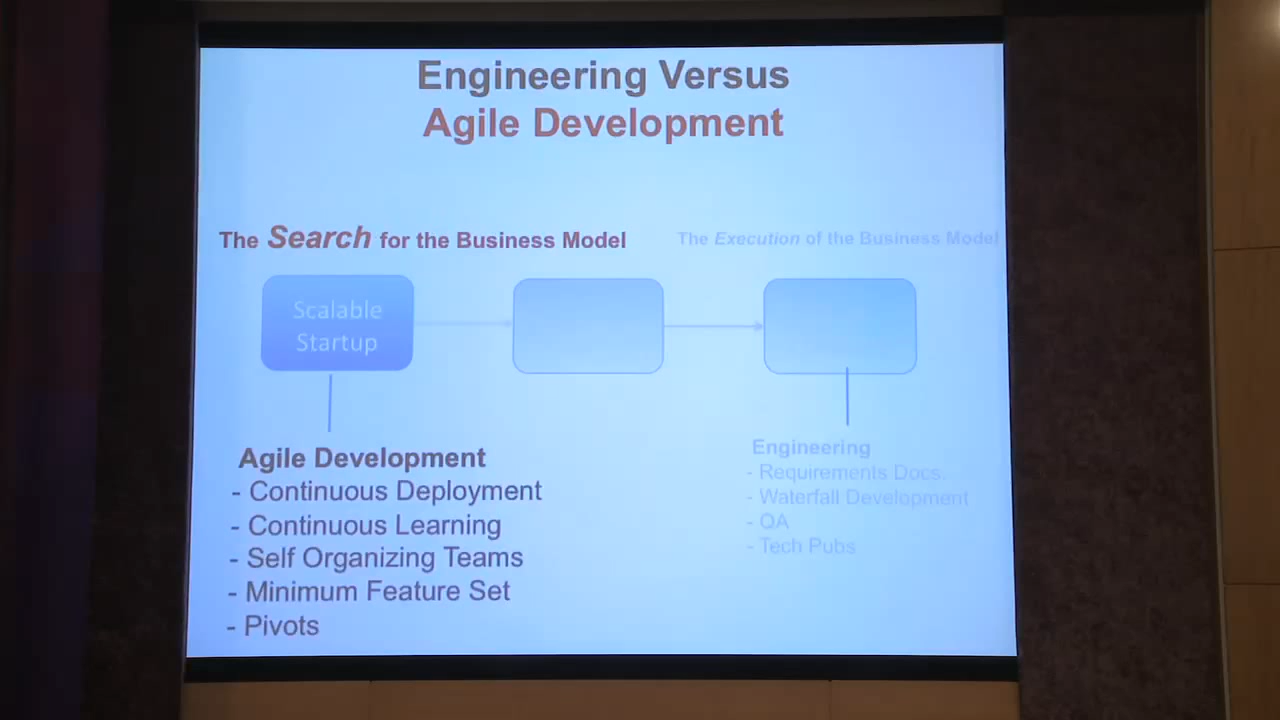 Engineering Versus
Agile Development
The Search for the Business Model
The Execution of the Business Model
Scalable
Startup
Agile Development
- Continuous Deployment
- Continuous Learning
- Self Organizing Teams
- Minimum Feature Set
- Pivots
Engineering
- Requirements Docs.
- Waterfall Development
- QA
- Tech Pubs